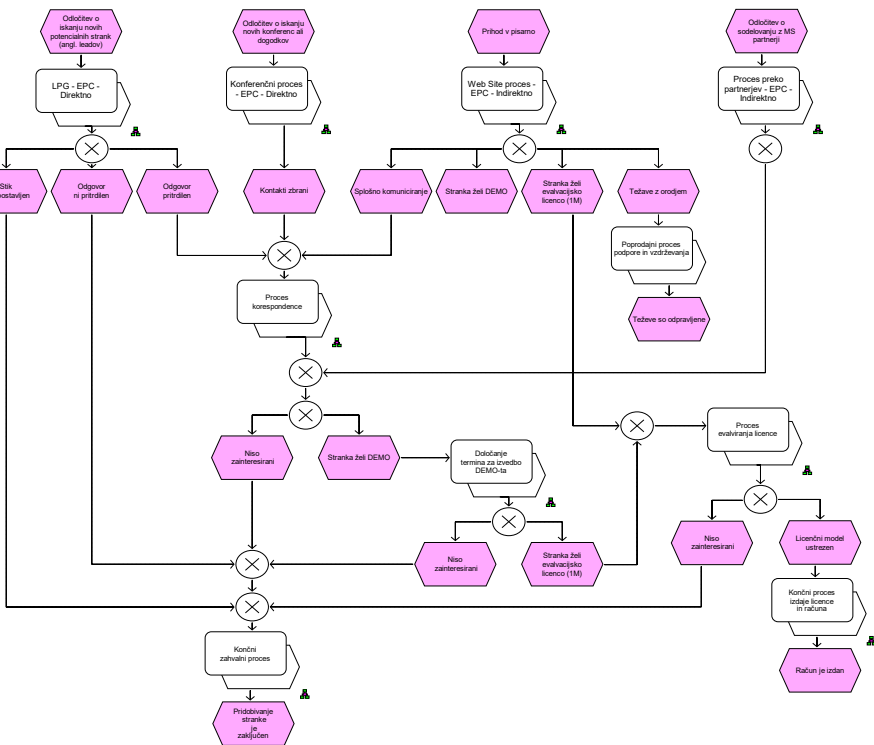 Odločitev o
iskanju novih
potencialnih strank
(angl. leadov)
Odločitev o iskanju
novih konferenc ali
dogodkov
Prihod v pisarno
Odločitev o
sodelovanju z MS
partnerji
LPG - EPC -
Direktno
Konferenčni proces
- EPC - Direktno
Web Site proces -
EPC - Indirektno
Proces preko
partnerjev - EPC -
Indirektno
Stik
Odgovor
ni pritrdilen
Odgovor
pritrdilen
Kontakti zbrani
Splošno komuniciranje
Stranka želi DEMO
Stranka želi
evalvacijsko
licenco (1M)
Težave z orodjem
Poprodajni proces
podpore in vzdrževanja
Teževe so odpravljene
Proces
korespondence
Niso
zainteresirani
Stranka želi DEMO
Določanje
termina za izvedbo
DEMO-ta
Proces
evalviranja licence
Niso
zainteresirani
Stranka želi
evalvacijsko
licenco (1M)
Niso
zainteresirani
Licenčni model
ustrezen
Končni proces
izdaje licence
in računa
Končni
zahvalni proces
Račun je izdan
Pridobivanje
stranke
je
zaključen